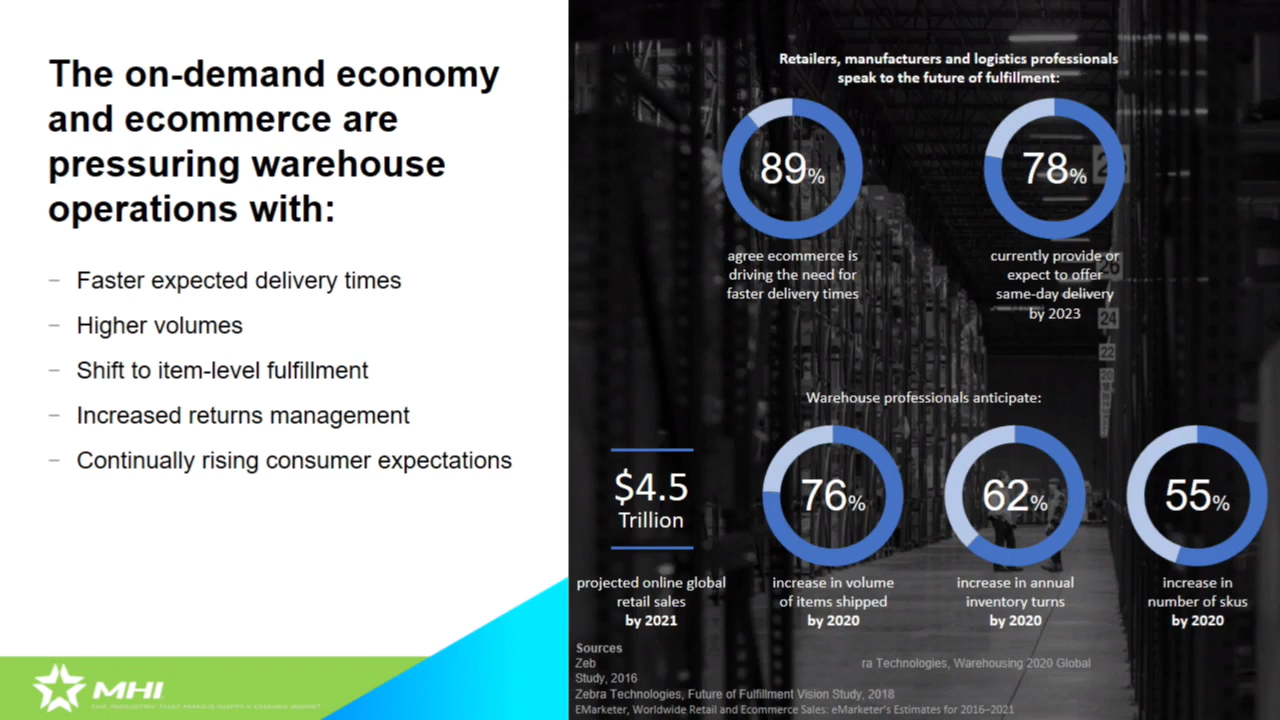 The on-demand economy
and ecommerce are
pressuring warehouse
operations with:
– Faster expected delivery times
– Higher volumes
– Shift to item-level fulfillment
– Increased returns management
– Continually rising consumer expectations
MHI
Retailers, manufacturers and logistics professionals
speak to the future of fulfillment:
89%
agree ecommerce is
driving the need for
faster delivery times
78%
currently provide or
expect to offer
same-day delivery
by 2023
26
24
22
20
Warehouse professionals anticipate:
$4.5
Trillion
projected online global
retail sales
by 2021
76%
increase in volume
of items shipped
by 2020
62%
increase in annual
inventory turns
by 2020
55%
increase in
number of skus
by 2020
Sources
Zeb ra Technologies, Warehousing 2020 Global
Study, 2016
Zebra Technologies, Future of Fulfillment Vision Study, 2018
EMarketer, Worldwide Retail and Ecommerce Sales: eMarketer's Estimates for 2016–2021